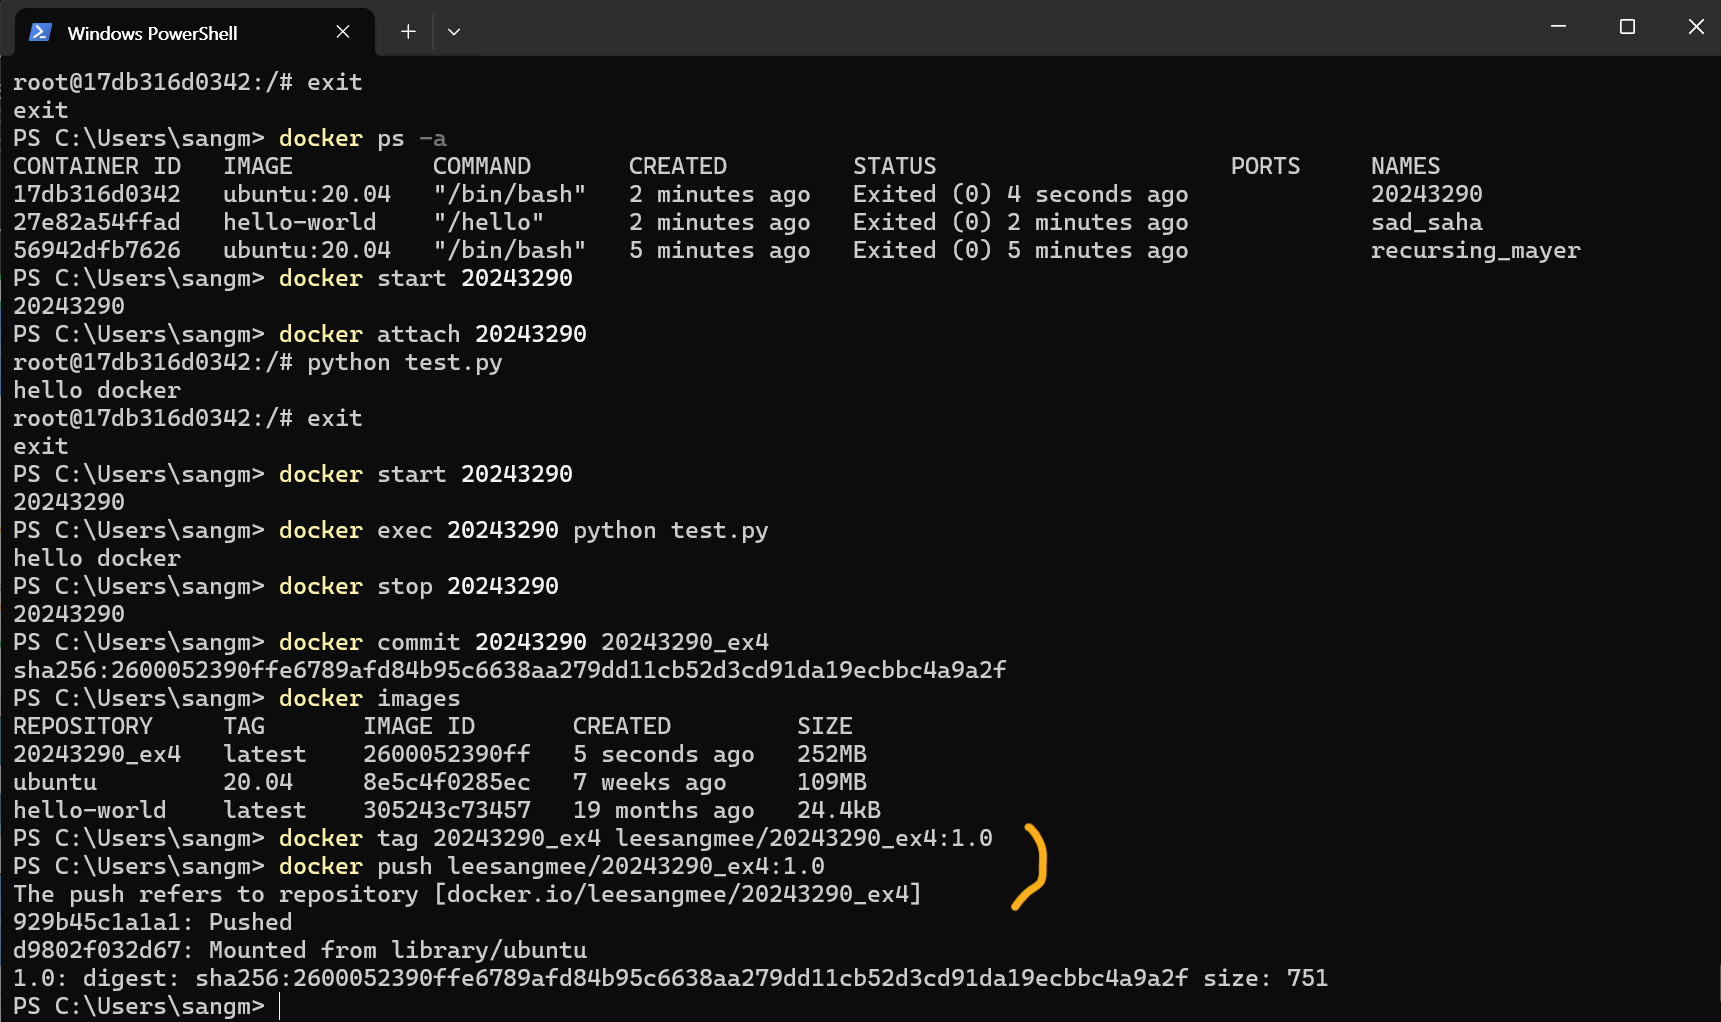 Windows PowerShell
root@17db316d0342:/# exit
exit
PS C:\Users\sangm> docker ps -a
CONTAINER ID   IMAGE          COMMAND       CREATED         STATUS                     PORTS     NAMES
17db316d0342   ubuntu:20.04   "/bin/bash"   2 minutes ago   Exited (0) 4 seconds ago             20243290
27e82a54ffad   hello-world    "/hello"      2 minutes ago   Exited (0) 2 minutes ago             sad_saha
56942dfb7626   ubuntu:20.04   "/bin/bash"   5 minutes ago   Exited (0) 5 minutes ago             recursing_mayer
PS C:\Users\sangm> docker start 20243290
20243290
PS C:\Users\sangm> docker attach 20243290
root@17db316d0342:/# python test.py
hello docker
root@17db316d0342:/# exit
exit
PS C:\Users\sangm> docker start 20243290
20243290
PS C:\Users\sangm> docker exec 20243290 python test.py
hello docker
PS C:\Users\sangm> docker stop 20243290
20243290
PS C:\Users\sangm> docker commit 20243290 20243290_ex4
sha256:2600052390ffe6789afd84b95c6638aa279dd11cb52d3cd91da19ecbbc4a9a2f
PS C:\Users\sangm> docker images
REPOSITORY     TAG       IMAGE ID       CREATED         SIZE
20243290_ex4   latest    2600052390ff   5 seconds ago   252MB
ubuntu         20.04     8e5c4f0285ec   7 weeks ago     109MB
hello-world    latest    305243c73457   19 months ago   24.4kB
PS C:\Users\sangm> docker tag 20243290_ex4 leesangmee/20243290_ex4:1.0
PS C:\Users\sangm> docker push leesangmee/20243290_ex4:1.0
The push refers to repository [docker.io/leesangmee/20243290_ex4]
929b45c1a1a1: Pushed
d9802f032d67: Mounted from library/ubuntu
1.0: digest: sha256:2600052390ffe6789afd84b95c6638aa279dd11cb52d3cd91da19ecbbc4a9a2f size: 751
PS C:\Users\sangm>